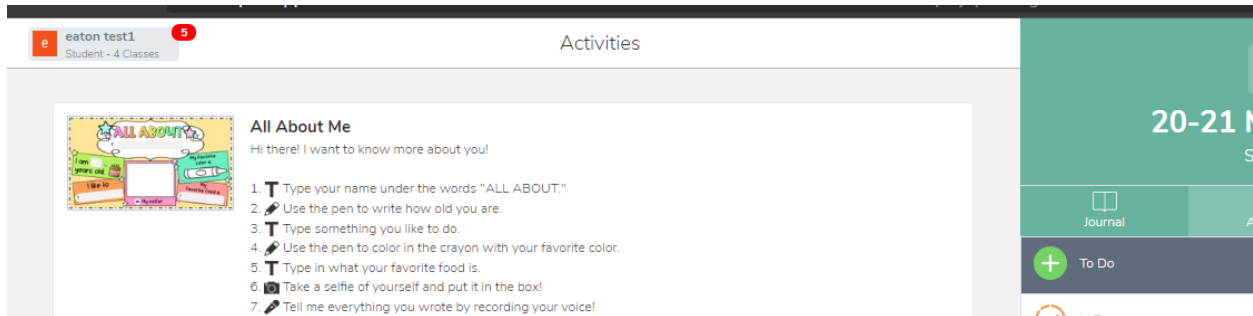 e
eaton test1
5
Student - 4 Classes
Activities
ALL ABOUT
I am
years old
My favorite
color is
I like to
My
favorite food is
My selfie!
All About Me
Hi there! I want to know more about you!
1. T Type your name under the words "ALL ABOUT."
2. Use the pen to write how old you are.
3. T Type something you like to do.
4. Use the pen to color in the crayon with your favorite color.
5. T Type in what your favorite food is.
6. Take a selfie of yourself and put it in the box!
7. Tell me everything you wrote by recording your voice!
20-21
S
Journal
A
To Do